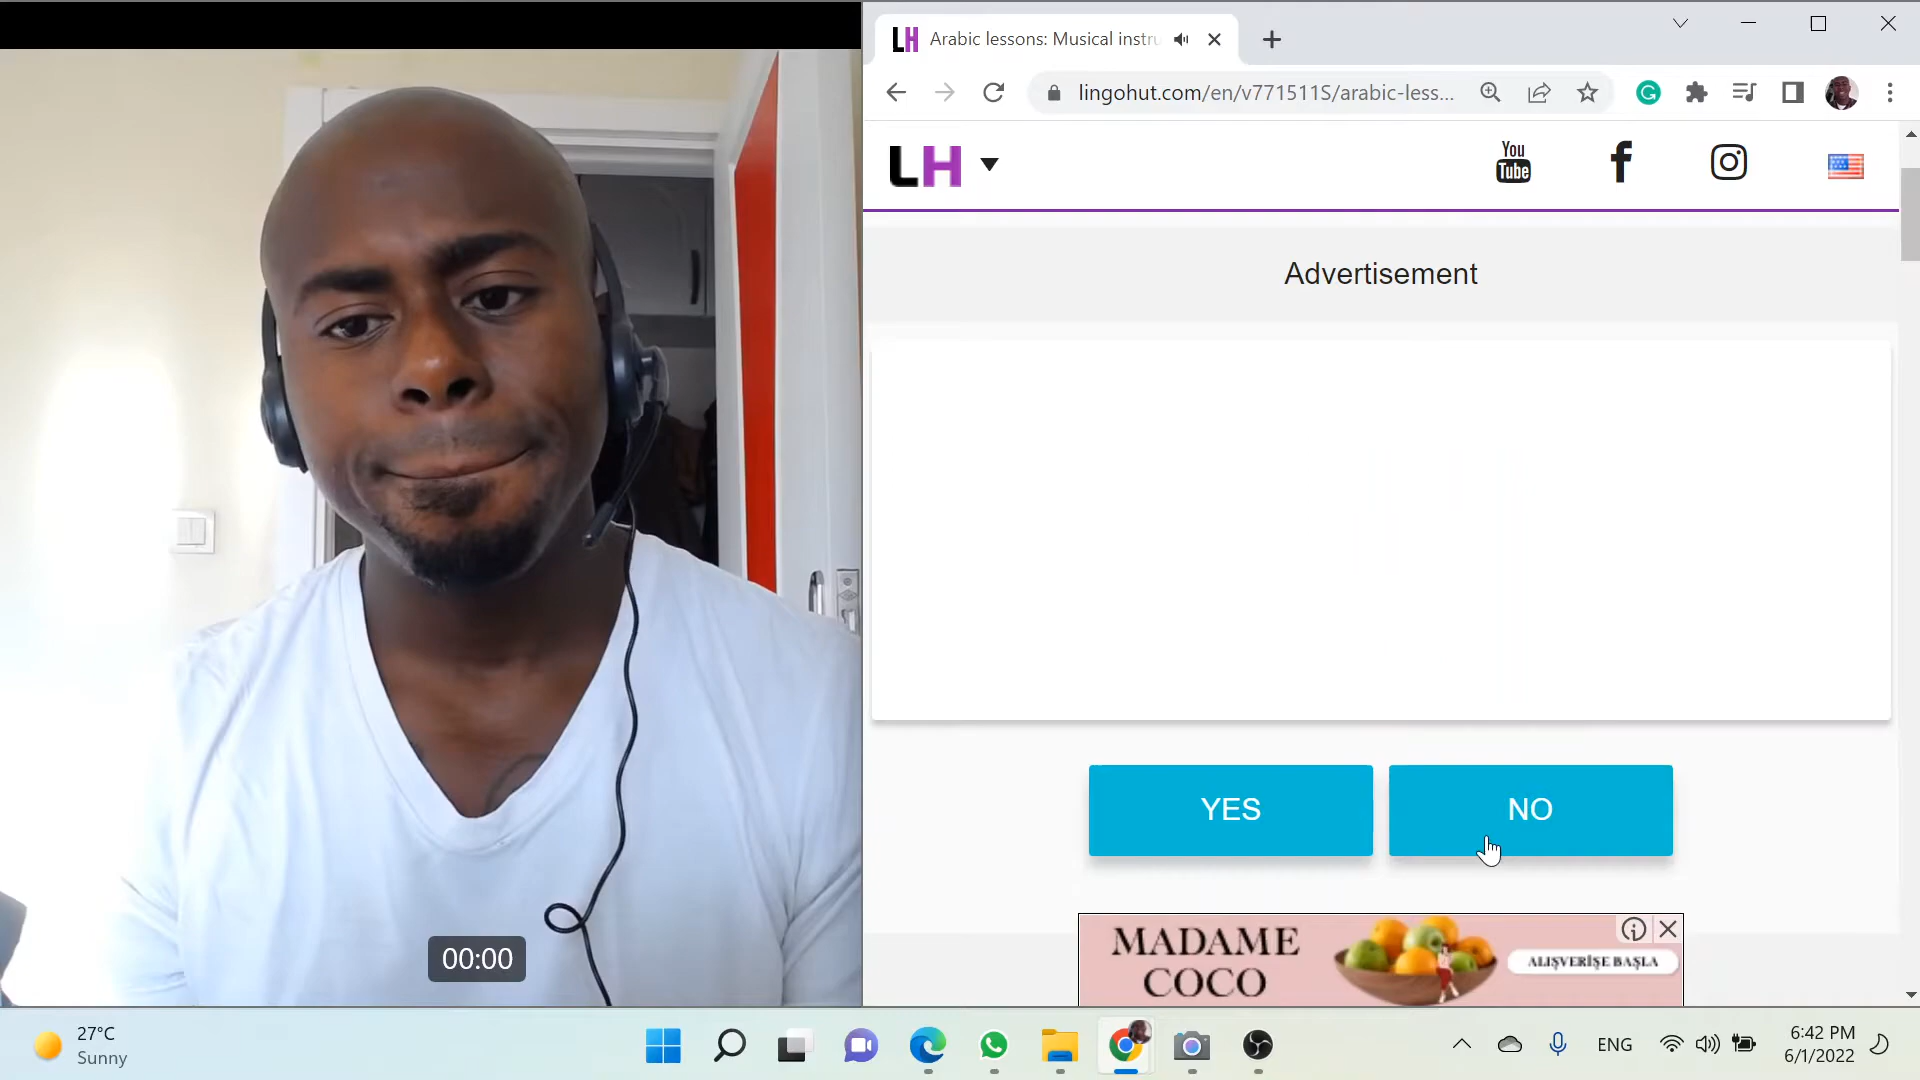 LH Arabic lessons: Musical instru
lingohut.com/en/v771511S/arabic-less...
LH
You
Tube
Advertisement
YES
NO
MADAME
COCO
ALIŞVERİŞE BAŞLA
00:00
27°C
Sunny
ENG
6:42 PM
6/1/2022